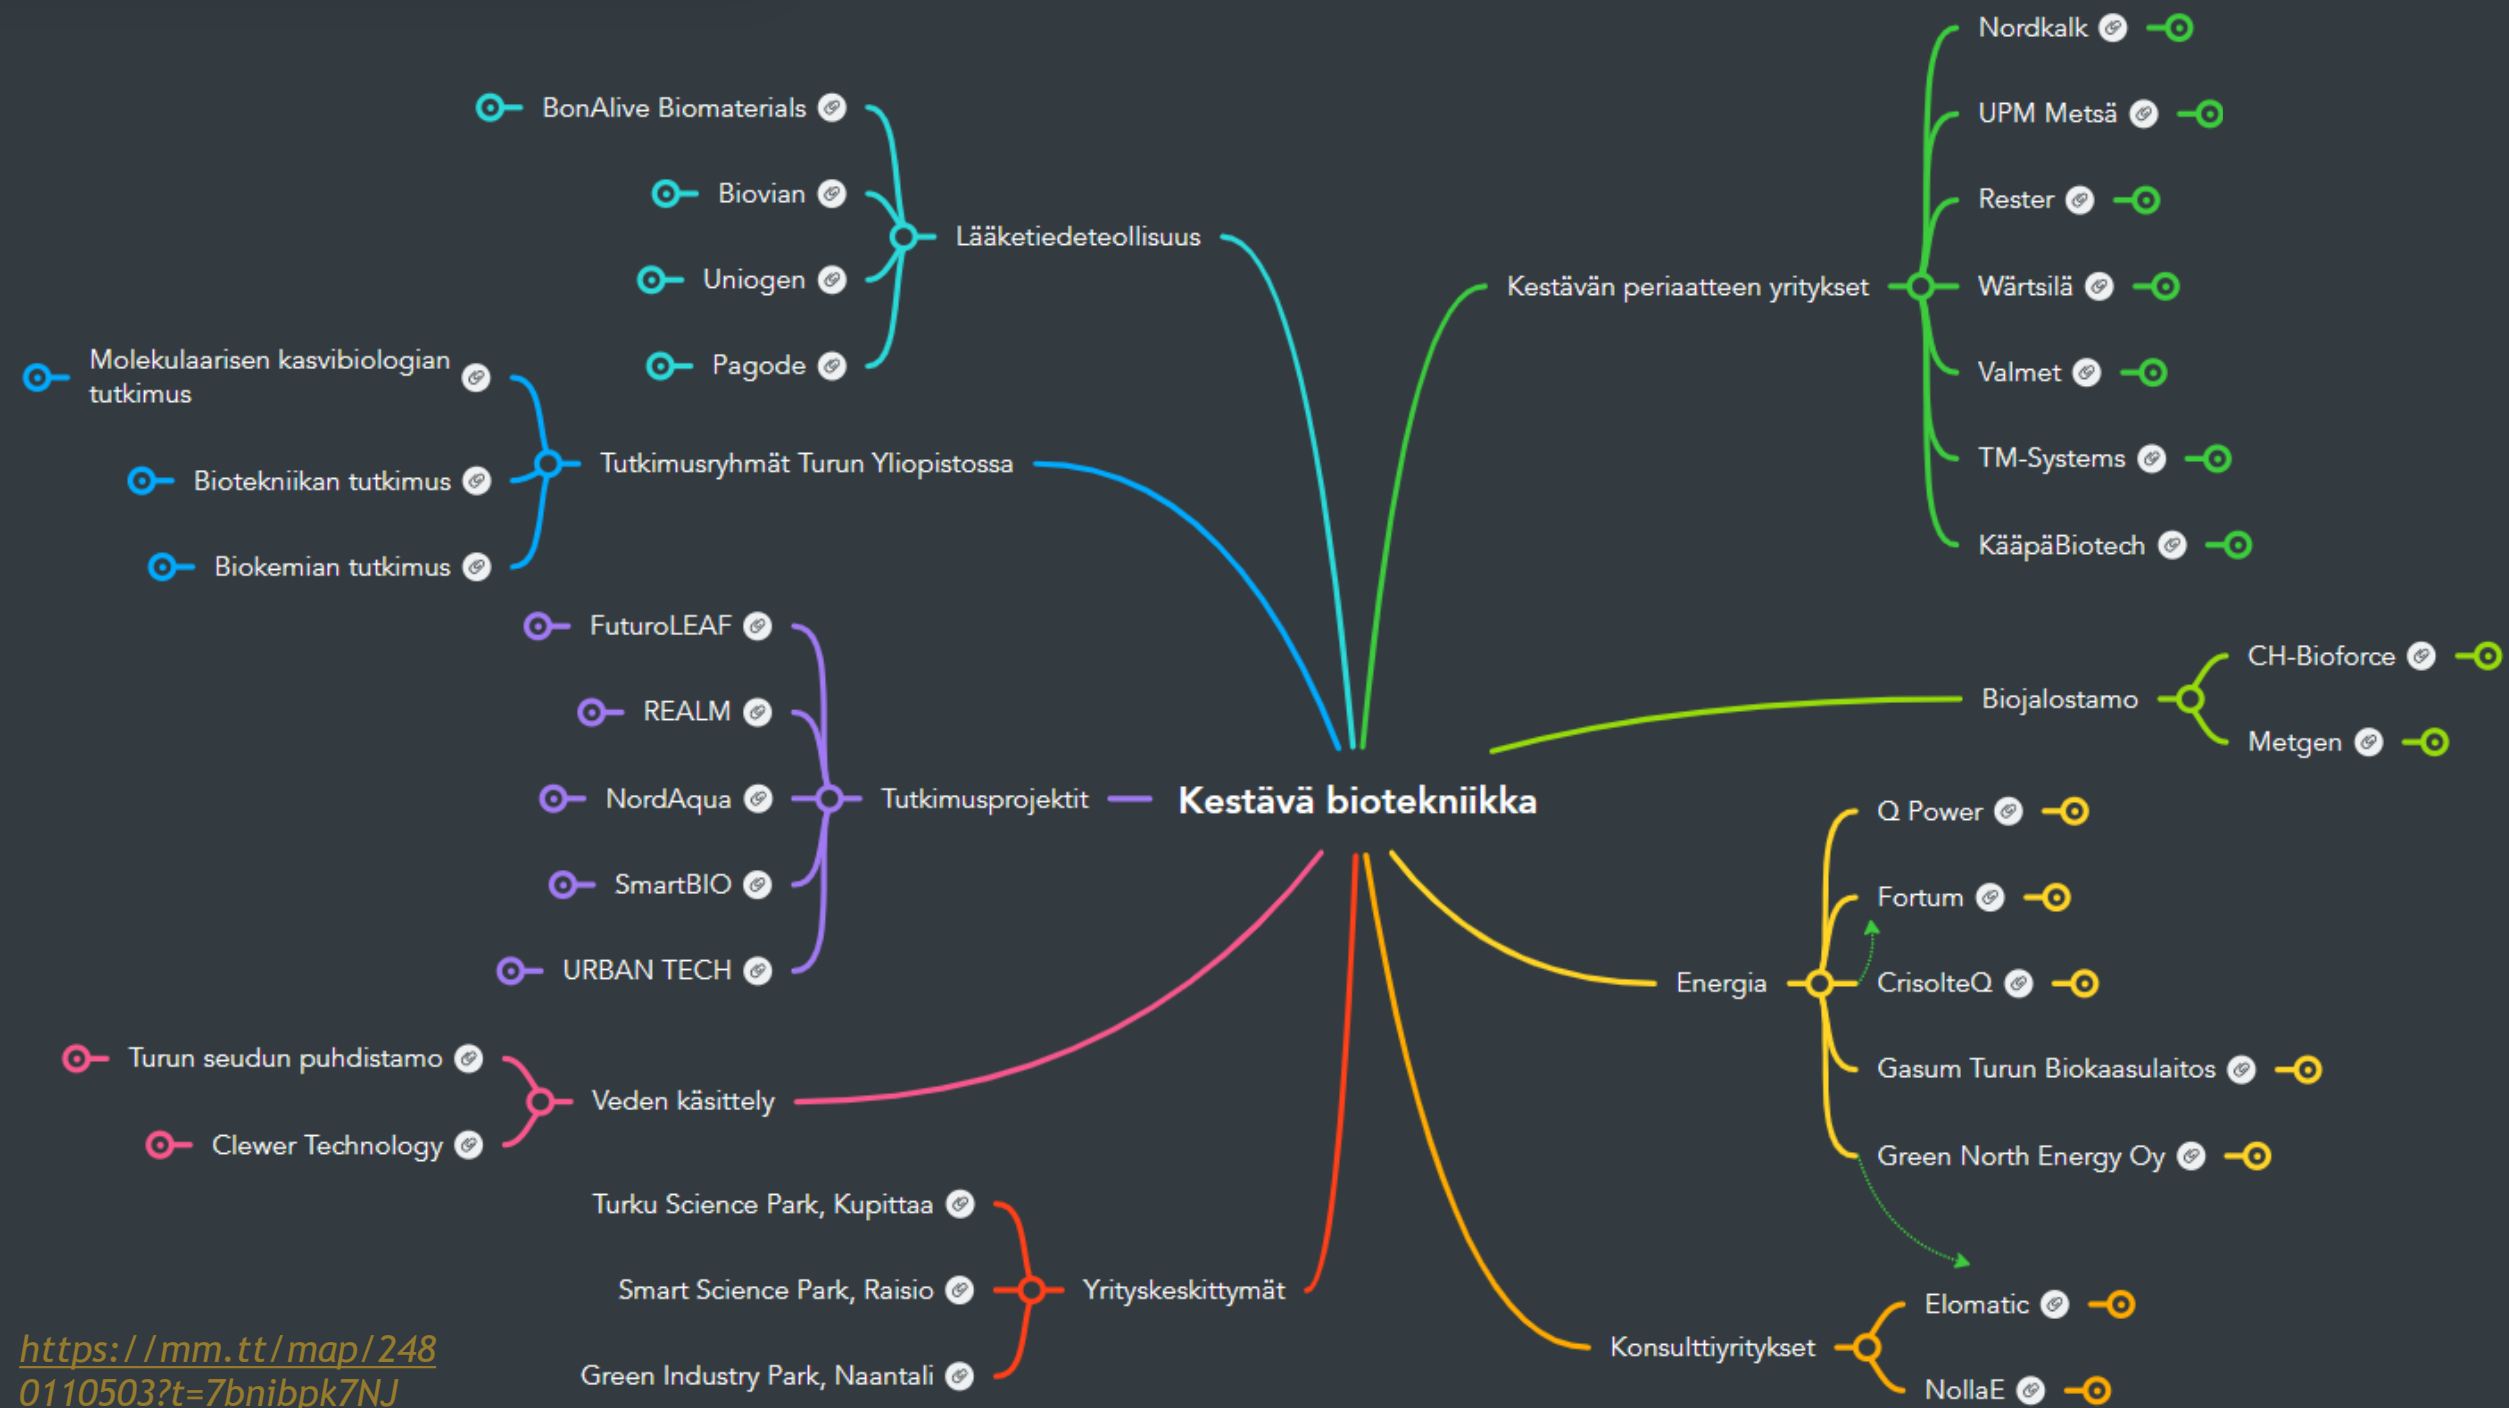 Kestävä biotekniikka
Lääketiedeteollisuus
BonAlive Biomaterials
Biovian
Uniogen
Pagode
Tutkimusryhmät Turun Yliopistossa
Molekulaarisen kasvibiologian
tutkimus
Biotekniikan tutkimus
Biokemian tutkimus
Tutkimusprojektit
FuturoLEAF
REALM
NordAqua
SmartBIO
URBAN TECH
Veden käsittely
Turun seudun puhdistamo
Clewer Technology
Yrityskeskittymät
Turku Science Park, Kupittaa
Smart Science Park, Raisio
Green Industry Park, Naantali
Kestävän periaatteen yritykset
Nordkalk
UPM Metsä
Rester
Wärtsilä
Valmet
TM-Systems
KääpäBiotech
Biojalostamo
CH-Bioforce
Metgen
Energia
Q Power
Fortum
CrisolteQ
Gasum Turun Biokaasulaitos
Green North Energy Oy
Konsulttiyritykset
Elomatic
NollaE
https://mm.tt/map/248
0110503?t=7bnibpk7NJ